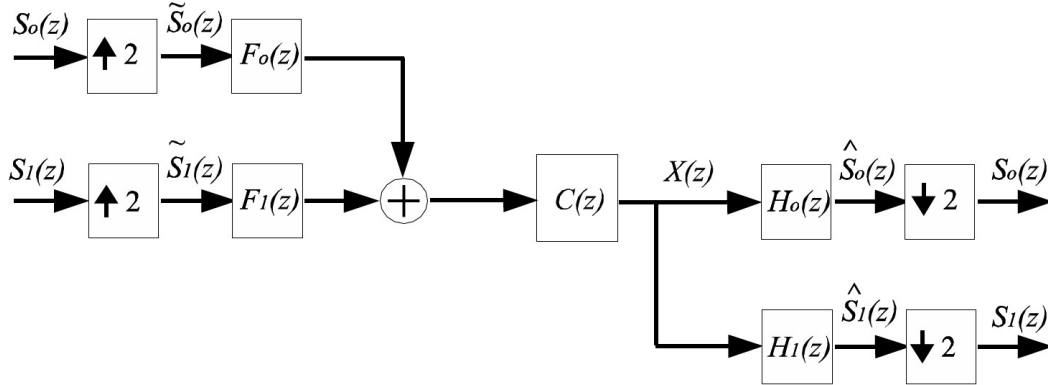 So(z) 2 S̃o(z) Fo(z)
S1(z) 2 S̃1(z) F1(z)
C(z) X(z) Ho(z) Ŝo(z) 2 So(z)
H1(z) Ŝ1(z) 2 S1(z)